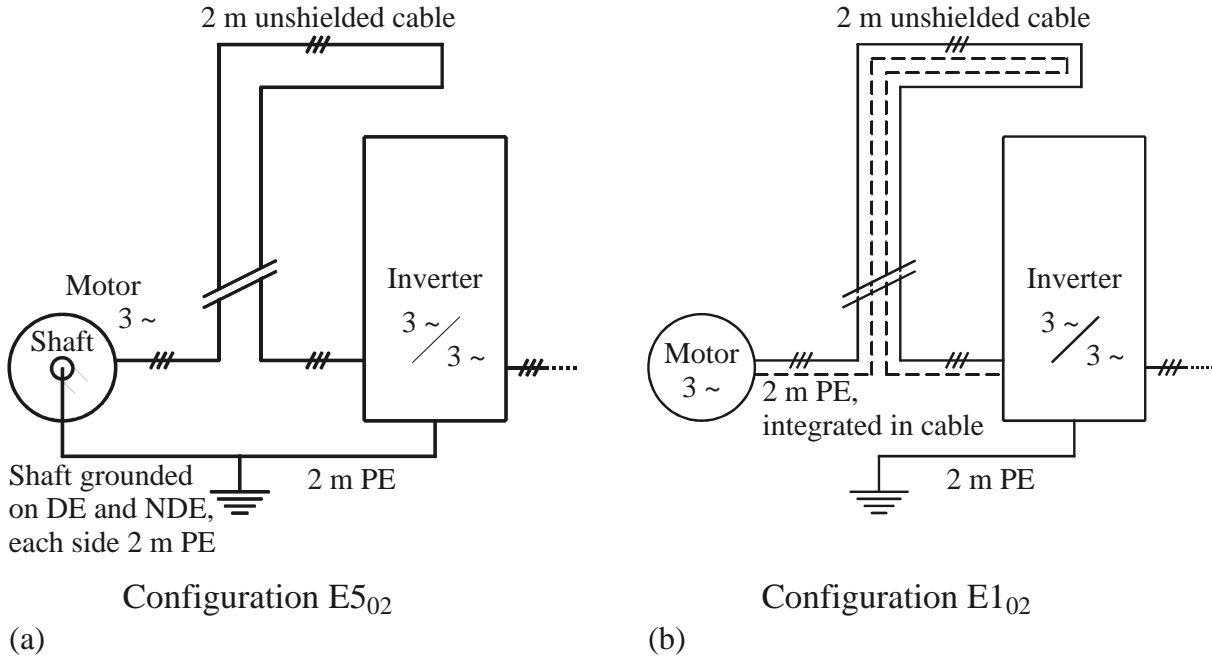 2 m unshielded cable
Motor
3 ~
Shaft
Inverter
3 ~
3 ~
Shaft grounded
on DE and NDE,
each side 2 m PE
2 m PE
Configuration E5₀₂
(a)
2 m unshielded cable
Motor
3 ~
Inverter
3 ~
3 ~
2 m PE,
integrated in cable
2 m PE
Configuration E1₀₂
(b)